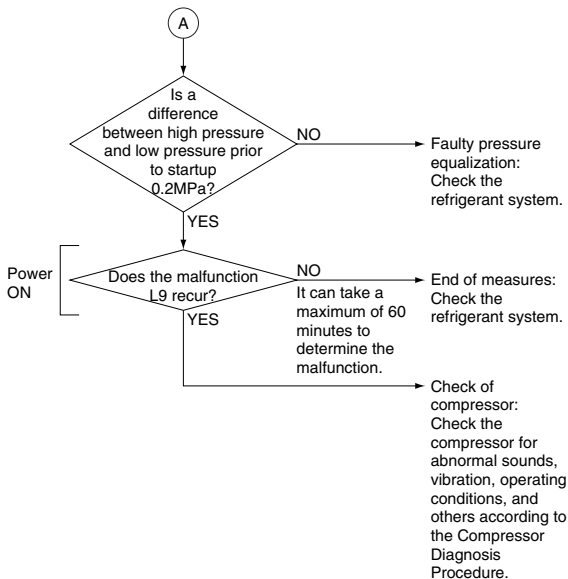 A
Is a
difference
between high pressure
and low pressure prior
to startup
0.2MPa?
NO
Faulty pressure
equalization:
Check the
refrigerant system.
YES
Power
ON
Does the malfunction
L9 recur?
NO
It can take a
maximum of 60
minutes to
determine the
malfunction.
End of measures:
Check the
refrigerant system.
YES
Check of
compressor:
Check the
compressor for
abnormal sounds,
vibration, operating
conditions, and
others according to
the Compressor
Diagnosis
Procedure.